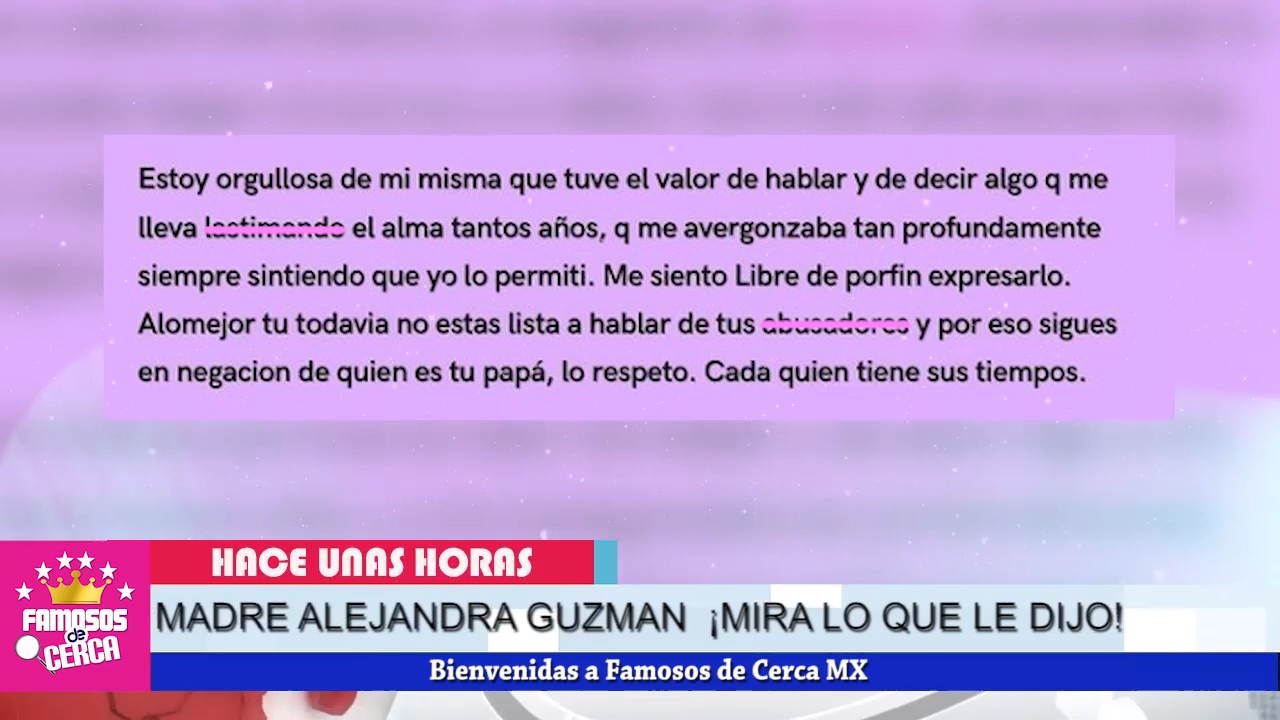 Estoy orgullosa de mi misma que tuve el valor de hablar y de decir algo q me
lleva lastimando el alma tantos años, q me avergonzaba tan profundamente
siempre sintiendo que yo lo permiti. Me siento Libre de porfin expresarlo.
Alomejor tu todavia no estas lista a hablar de tus abusadores y por eso sigues
en negacion de quien es tu papá, lo respeto. Cada quien tiene sus tiempos.
HACE UNAS HORAS
MADRE ALEJANDRA GUZMAN ¡MIRA LO QUE LE DIJO!
FAMOSOS
de
CERCA
Bienvenidas a Famosos de Cerca MX